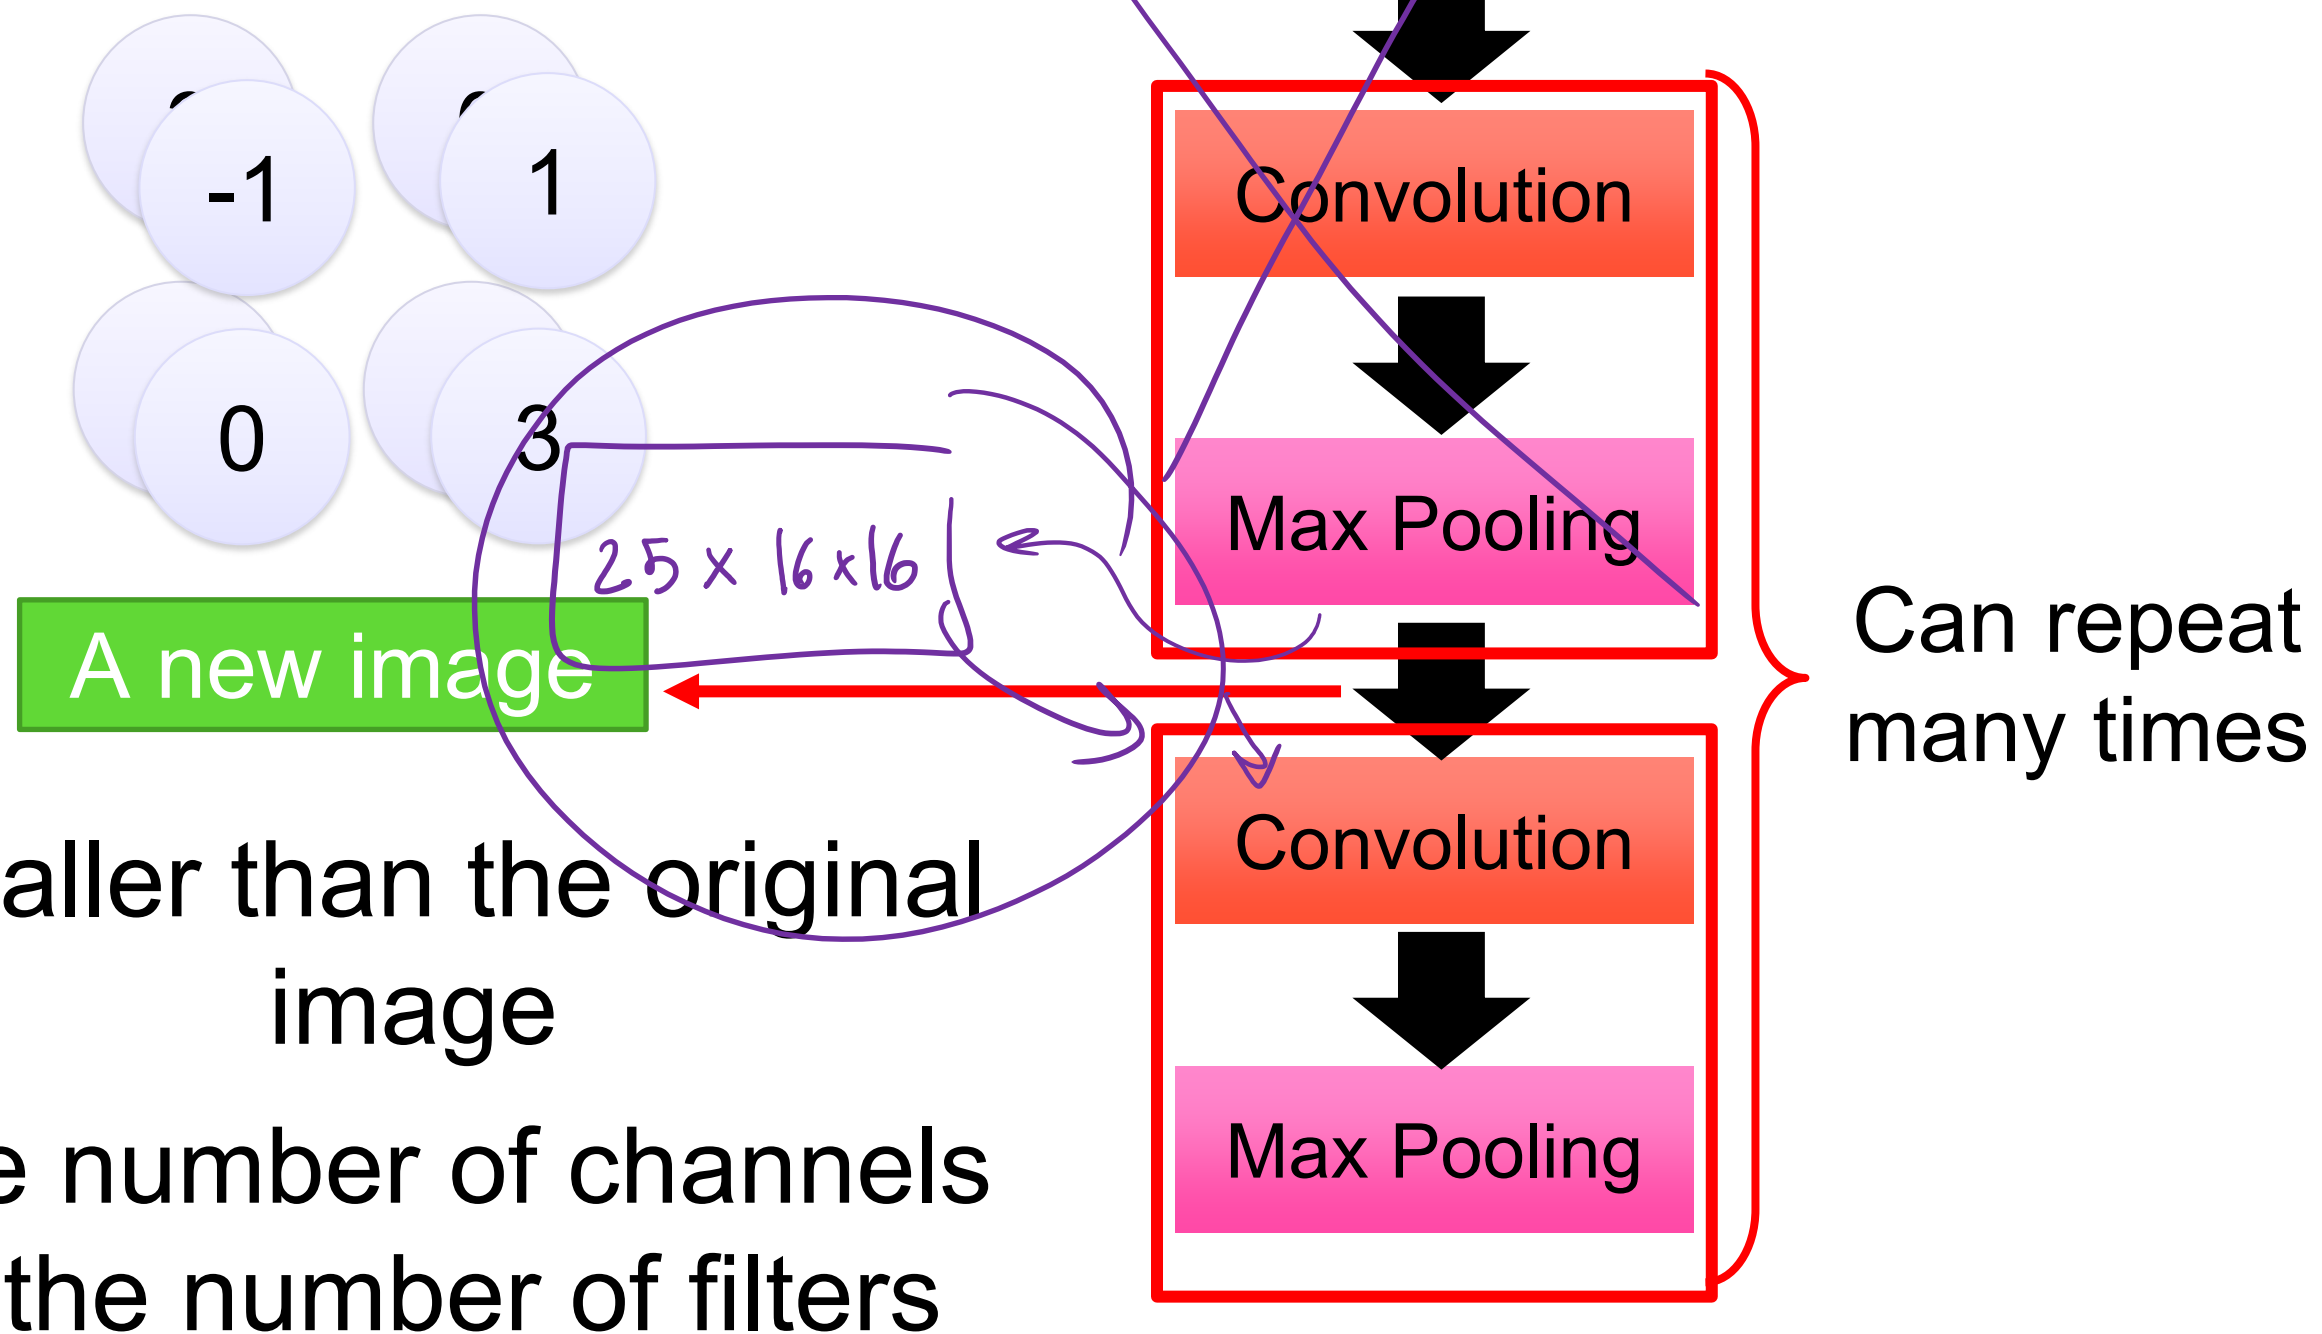 -1 1
0 3
25 x 16 x 16
A new image
aller than the original
image
e number of channels
the number of filters
Convolution
Max Pooling
Convolution
Max Pooling
Can repeat
many times